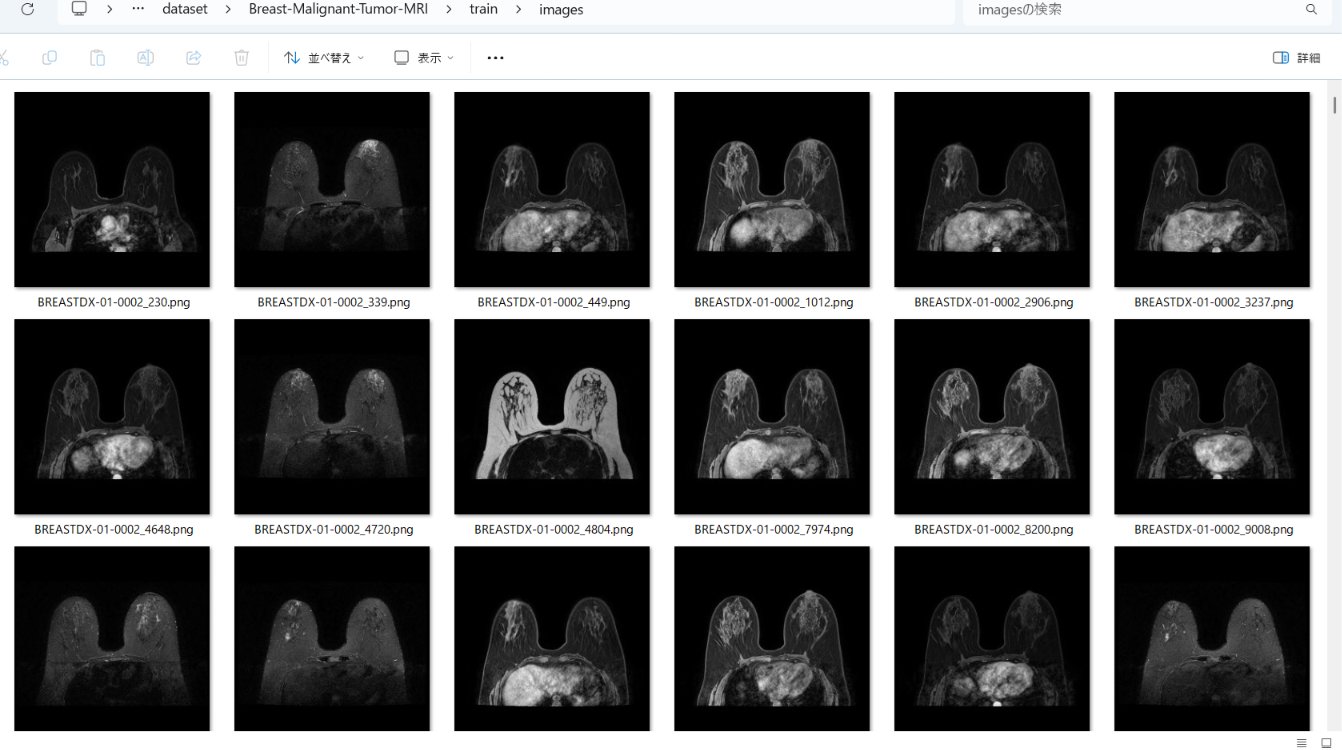 … dataset Breast-Malignant-Tumor-MRI train images imagesの検索
並べ替え 表示 … 詳細
BREASTDX-01-0002_230.png BREASTDX-01-0002_339.png BREASTDX-01-0002_449.png BREASTDX-01-0002_1012.png BREASTDX-01-0002_2906.png BREASTDX-01-0002_3237.png
BREASTDX-01-0002_4648.png BREASTDX-01-0002_4720.png BREASTDX-01-0002_4804.png BREASTDX-01-0002_7974.png BREASTDX-01-0002_8200.png BREASTDX-01-0002_9008.png